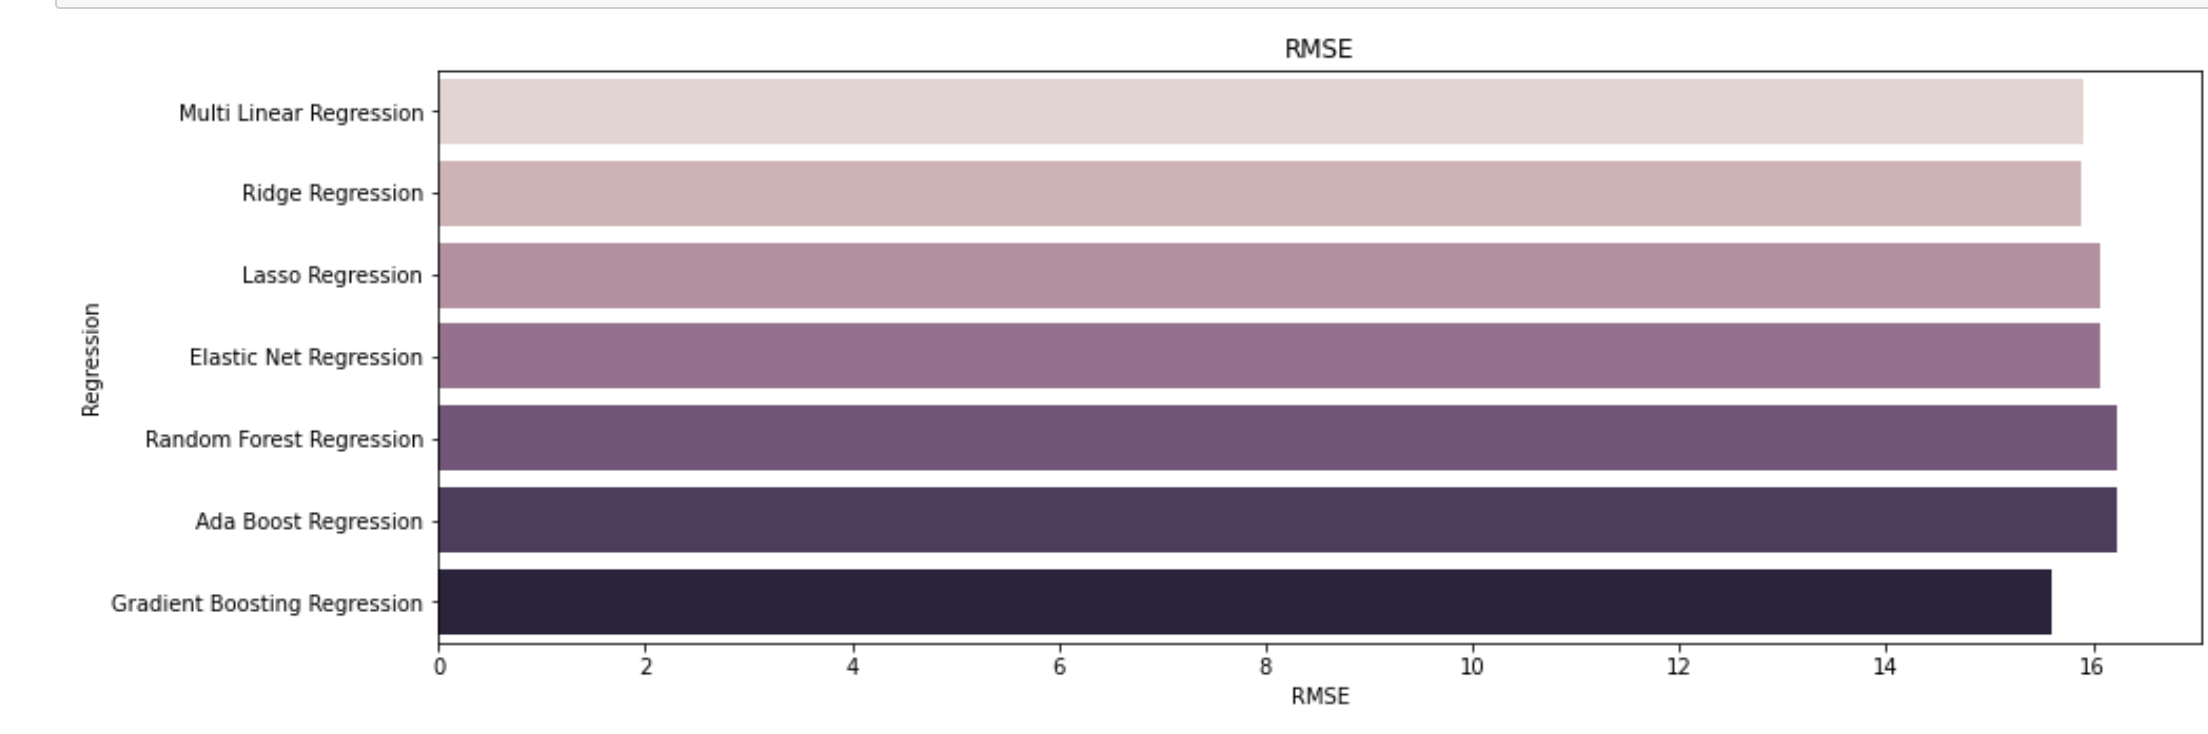 RMSE
Multi Linear Regression
Ridge Regression
Lasso Regression
Elastic Net Regression
Random Forest Regression
Ada Boost Regression
Gradient Boosting Regression
Regression
0 2 4 6 8 10 12 14 16
RMSE